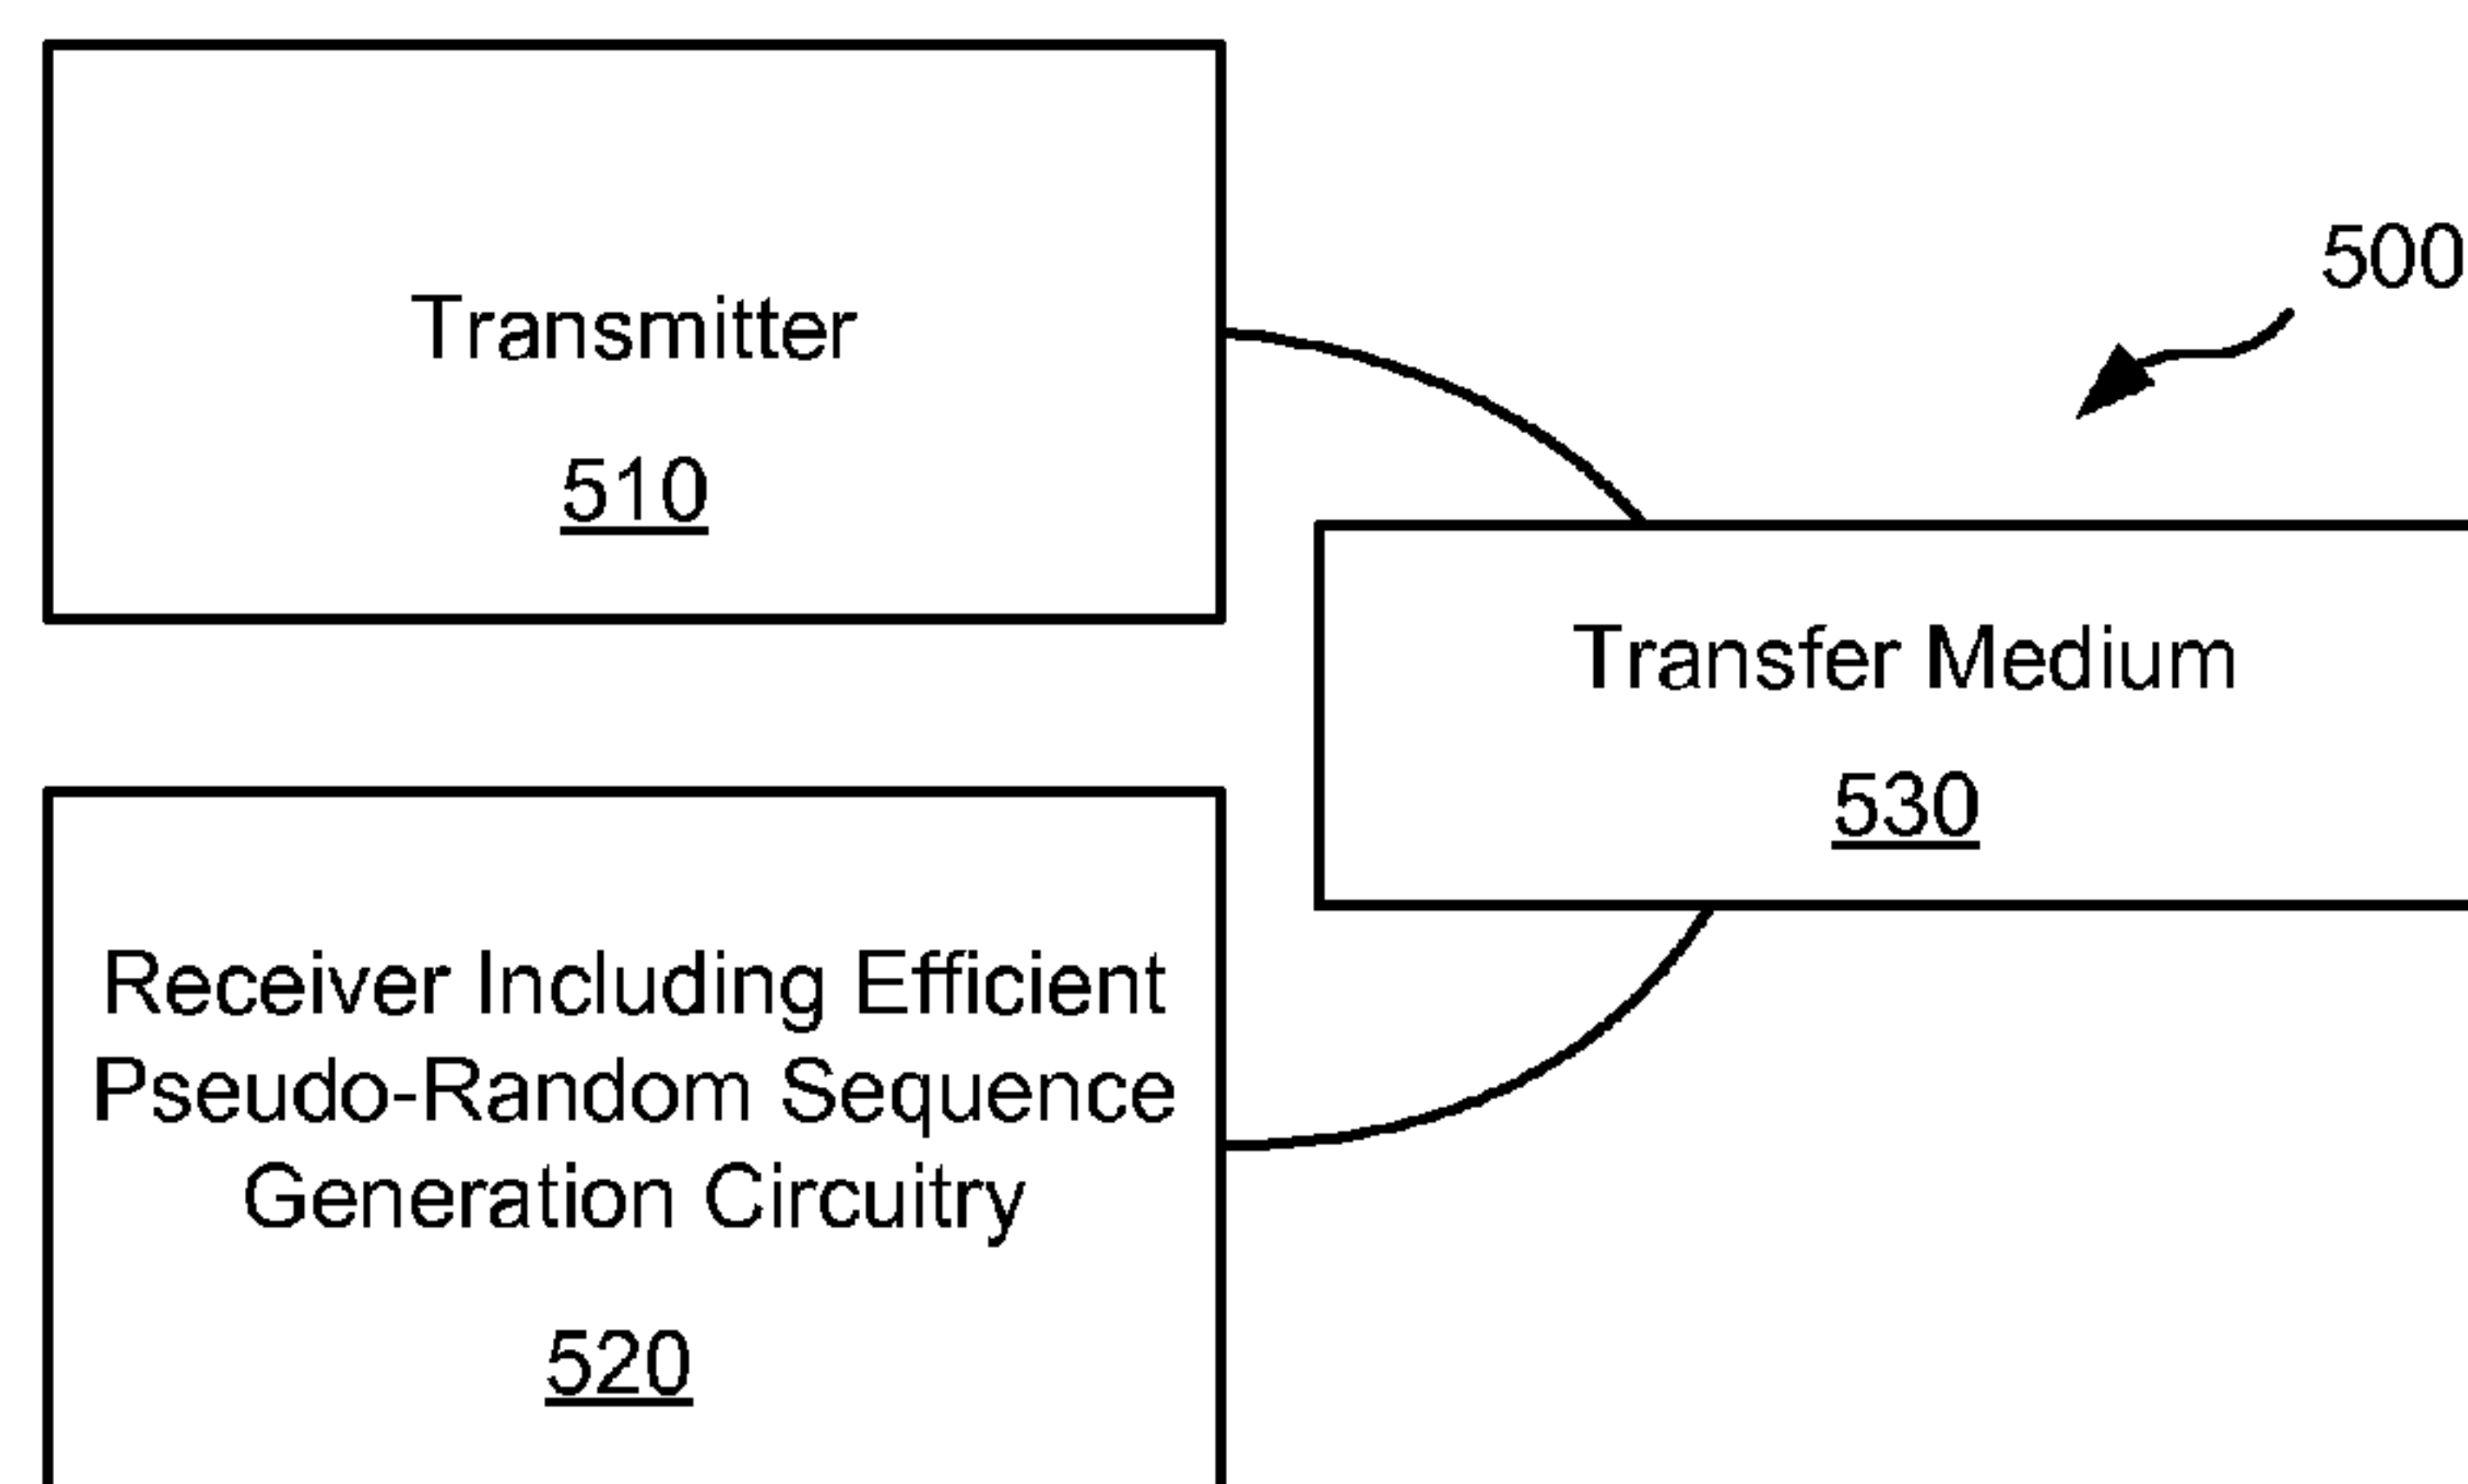 Transmitter
510
500
Transfer Medium
530
Receiver Including Efficient
Pseudo-Random Sequence
Generation Circuitry
520